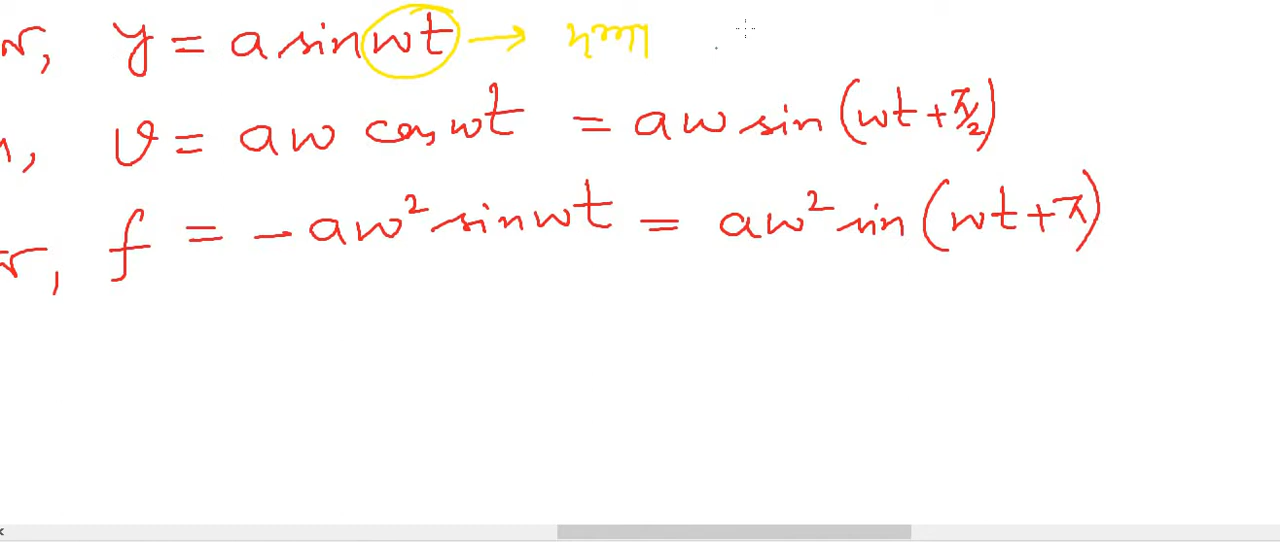 y = a sin ωt → দশা
v = aω cos ωt = aω sin (ωt + π/2)
f = - aω² sin ωt = aω² sin (ωt + π)